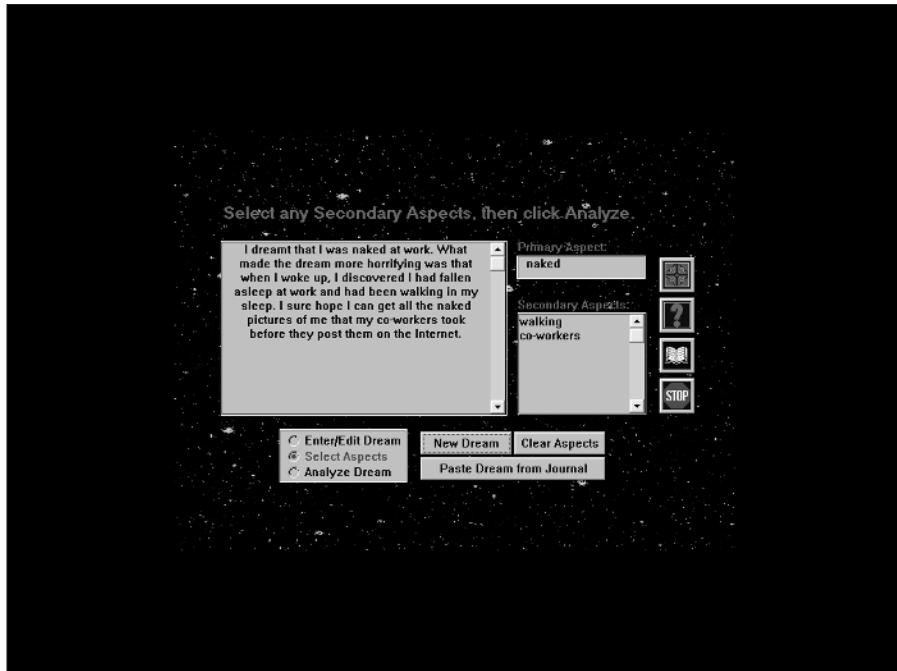 Select any Secondary Aspects, then click Analyze.
I dreamt that I was naked at work. What
made the dream more horrifying was that
when I woke up, I discovered I had fallen
asleep at work and had been walking in my
sleep. I sure hope I can get all the naked
pictures of me that my co-workers took
before they post them on the Internet.
Primary Aspect:
naked
Secondary Aspects:
walking
co-workers
?
STOP
Enter/Edit Dream
Select Aspects
Analyze Dream
New Dream
Clear Aspects
Paste Dream from Journal